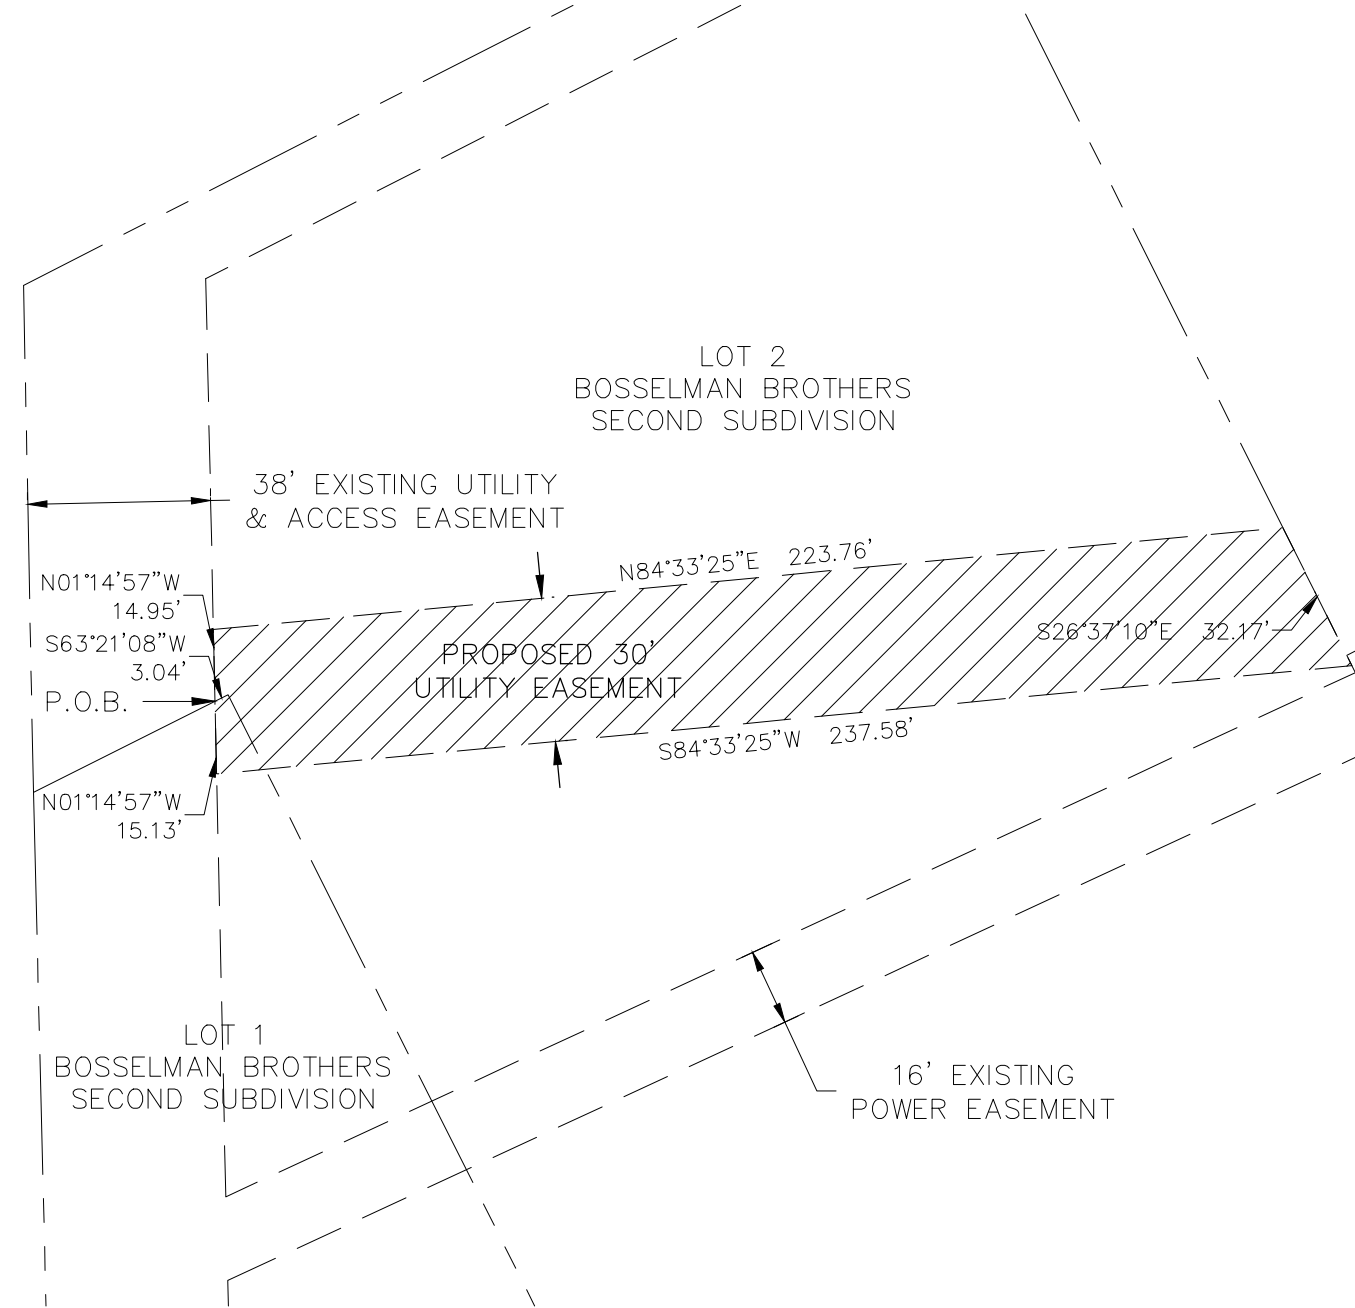 LOT 2
BOSSELMAN BROTHERS
SECOND SUBDIVISION
38' EXISTING UTILITY
& ACCESS EASEMENT
N84°33'25"E 223.76'
N01°14'57"W
14.95'
S63°21'08"W
3.04'
P.O.B.
PROPOSED 30'
UTILITY EASEMENT
S26°37'10"E 32.17'
S84°33'25"W 237.58'
N01°14'57"W
15.13'
LOT 1
BOSSELMAN BROTHERS
SECOND SUBDIVISION
16' EXISTING
POWER EASEMENT